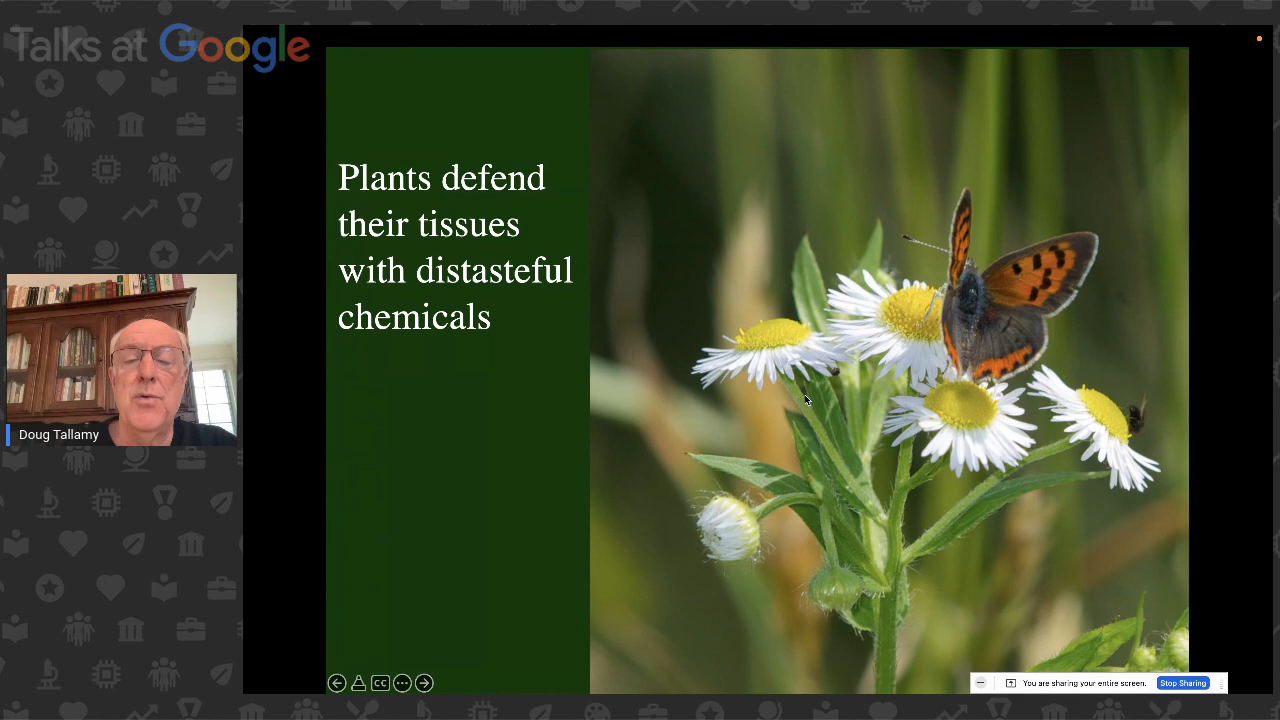 Talks at Google
Plants defend
their tissues
with distasteful
chemicals
Doug Tallamy
CC
You are sharing your entire screen.
Stop Sharing